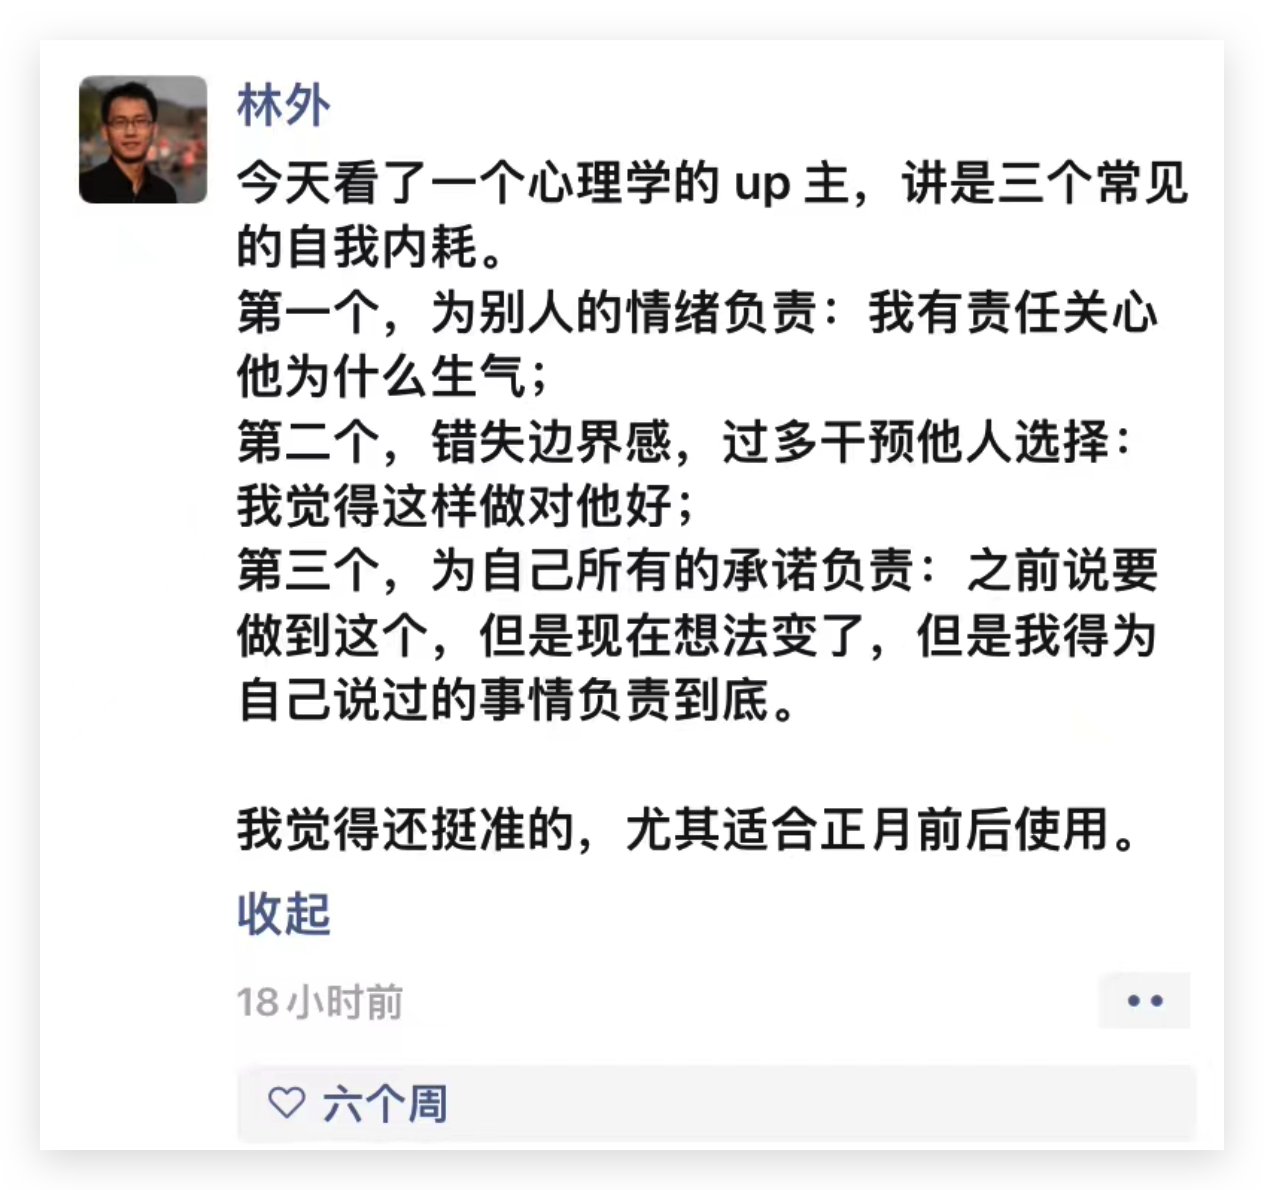 林外
今天看了一个心理学的 up 主，讲是三个常见
的自我内耗。
第一个，为别人的情绪负责：我有责任关心
他为什么生气；
第二个，错失边界感，过多干预他人选择：
我觉得这样做对他好；
第三个，为自己所有的承诺负责：之前说要
做到这个，但是现在想法变了，但是我得为
自己说过的事情负责到底。
我觉得还挺准的，尤其适合正月前后使用。
收起
18 小时前
六个周